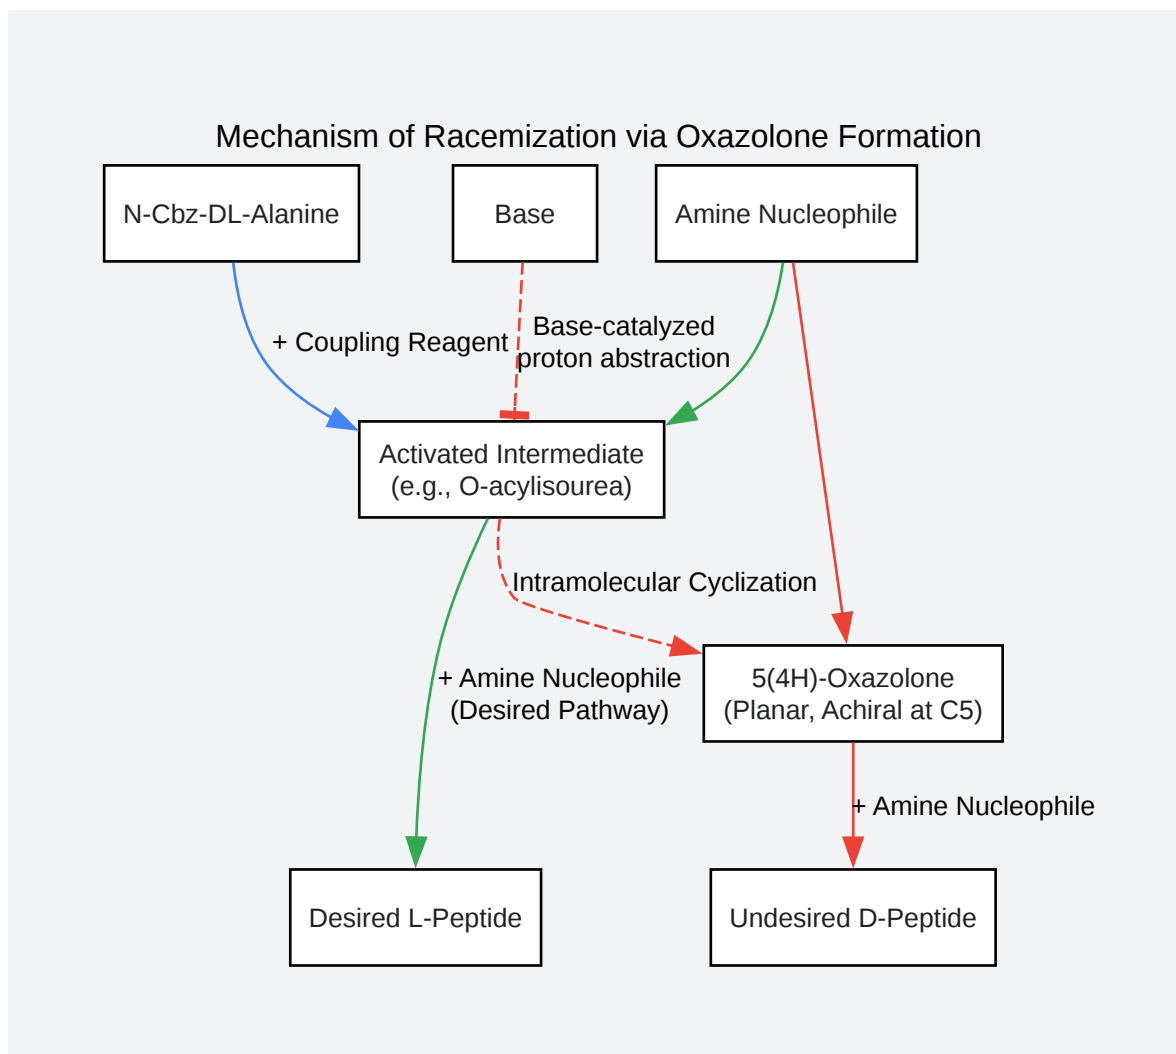 Mechanism of Racemization via Oxazolone Formation
N-Cbz-DL-Alanine
Base
Amine Nucleophile
+ Coupling Reagent
Base-catalyzed
proton abstraction
Activated Intermediate
(e.g., O-acylisourea)
Intramolecular Cyclization
+ Amine Nucleophile
(Desired Pathway)
5(4H)-Oxazolone
(Planar, Achiral at C5)
+ Amine Nucleophile
Desired L-Peptide
Undesired D-Peptide